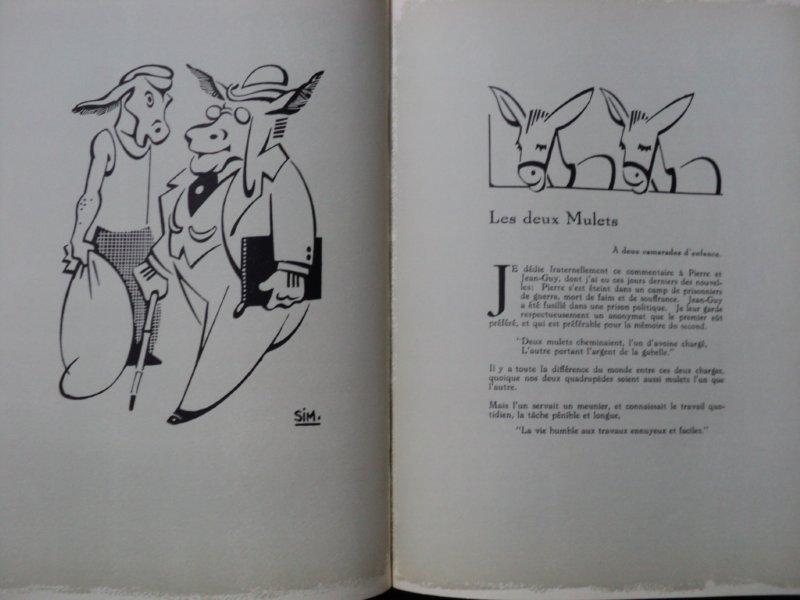 SIM.
Les deux Mulets
À deux camarades d'enfance.
JE dédie fraternellement ce commentaire à Pierre et
Jean-Guy, dont j'ai eu ces jours derniers des nouvel-
les: Pierre s'est éteint dans un camp de prisonniers
de guerre, mort de faim et de souffrance. Jean-Guy
a été fusillé dans une prison politique. Je leur garde
respectueusement un anonymat que le premier eût
préféré, et qui est préférable pour la mémoire du second.
"Deux mulets cheminaient, l'un d'avoine chargé,
L'autre portant l'argent de la gabelle."
Il y a toute la différence du monde entre ces deux charges,
quoique nos deux quadrupèdes soient aussi mulets l'un que
l'autre.
Mais l'un servait un meunier, et connaissait le travail quo-
tidien, la tâche pénible et longue,
"La vie humble aux travaux ennuyeux et faciles."